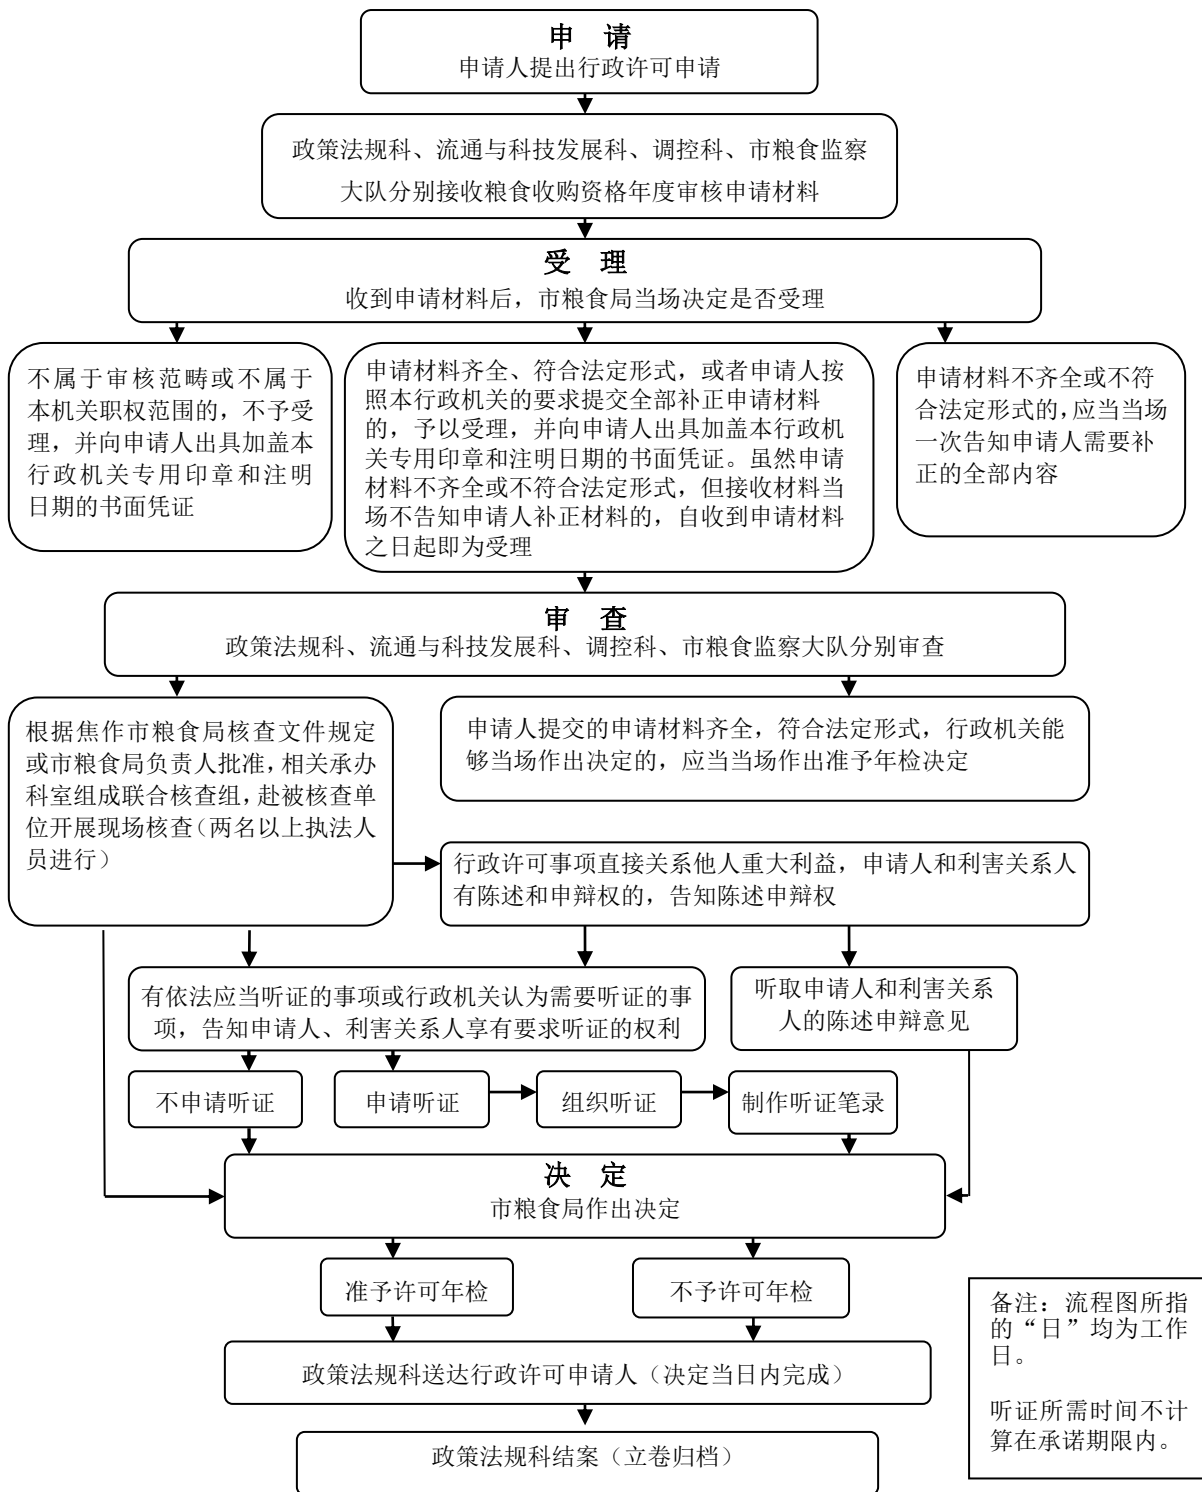 申 请
申请人提出行政许可申请
政策法规科、流通与科技发展科、调控科、市粮食监察
大队分别接收粮食收购资格年度审核申请材料
受 理
收到申请材料后，市粮食局当场决定是否受理
不属于审核范畴或不属于
本机关职权范围的，不予受
理，并向申请人出具加盖本
行政机关专用印章和注明
日期的书面凭证
申请材料齐全、符合法定形式，或者申请人按
照本行政机关的要求提交全部补正申请材料
的，予以受理，并向申请人出具加盖本行政机
关专用印章和注明日期的书面凭证。虽然申请
材料不齐全或不符合法定形式，但接收材料当
场不告知申请人补正材料的，自收到申请材料
之日起即为受理
申请材料不齐全或不符
合法定形式的，应当当场
一次告知申请人需要补
正的全部内容
审 查
政策法规科、流通与科技发展科、调控科、市粮食监察大队分别审查
根据焦作市粮食局核查文件规定
或市粮食局负责人批准，相关承办
科室组成联合核查组，赴被核查单
位开展现场核查（两名以上执法人
员进行）
申请人提交的申请材料齐全，符合法定形式，行政机关能
够当场作出决定的，应当当场作出准予年检决定
行政许可事项直接关系他人重大利益，申请人和利害关系人
有陈述和申辩权的，告知陈述申辩权
有依法应当听证的事项或行政机关认为需要听证的事
项，告知申请人、利害关系人享有要求听证的权利
听取申请人和利害关系
人的陈述申辩意见
不申请听证
申请听证
组织听证
制作听证笔录
决 定
市粮食局作出决定
准予许可年检
不予许可年检
备注：流程图所指
的“日”均为工作
日。
听证所需时间不计
算在承诺期限内。
政策法规科送达行政许可申请人（决定当日内完成）
政策法规科结案（立卷归档）